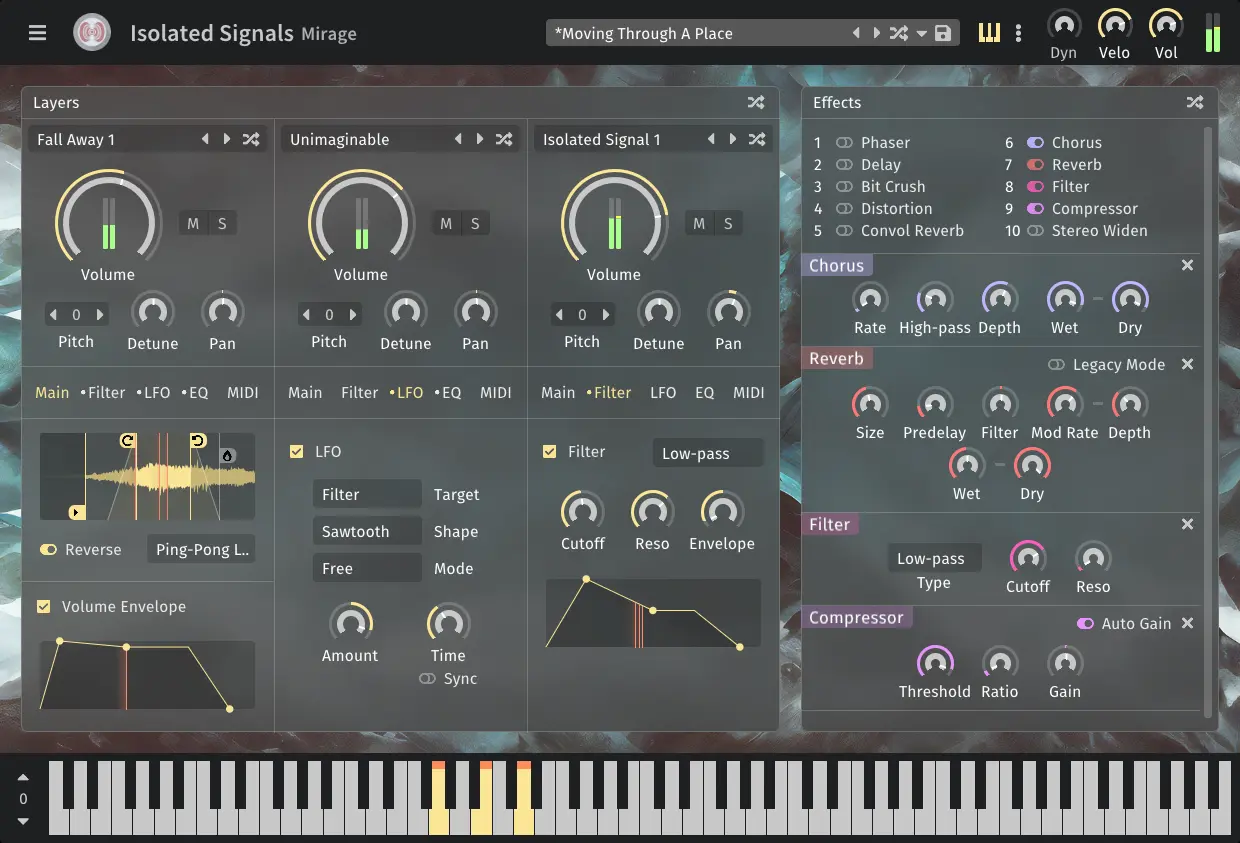 Isolated Signals Mirage
*Moving Through A Place
Dyn Velo Vol
Layers
Fall Away 1
M S
Volume
0
Pitch Detune Pan
Main •Filter •LFO •EQ MIDI
Reverse Ping-Pong L..
Volume Envelope
Unimaginable
M S
Volume
0
Pitch Detune Pan
Main Filter •LFO •EQ MIDI
LFO
Filter Target
Sawtooth Shape
Free Mode
Amount Time
Sync
Isolated Signal 1
M S
Volume
0
Pitch Detune Pan
Main •Filter LFO EQ MIDI
Filter Low-pass
Cutoff Reso Envelope
Effects
1 Phaser
2 Delay
3 Bit Crush
4 Distortion
5 Convol Reverb
6 Chorus
7 Reverb
8 Filter
9 Compressor
10 Stereo Widen
Chorus
Rate High-pass Depth Wet Dry
Reverb Legacy Mode
Size Predelay Filter Mod Rate Depth
Wet Dry
Filter
Low-pass
Type Cutoff Reso
Compressor Auto Gain
Threshold Ratio Gain
0